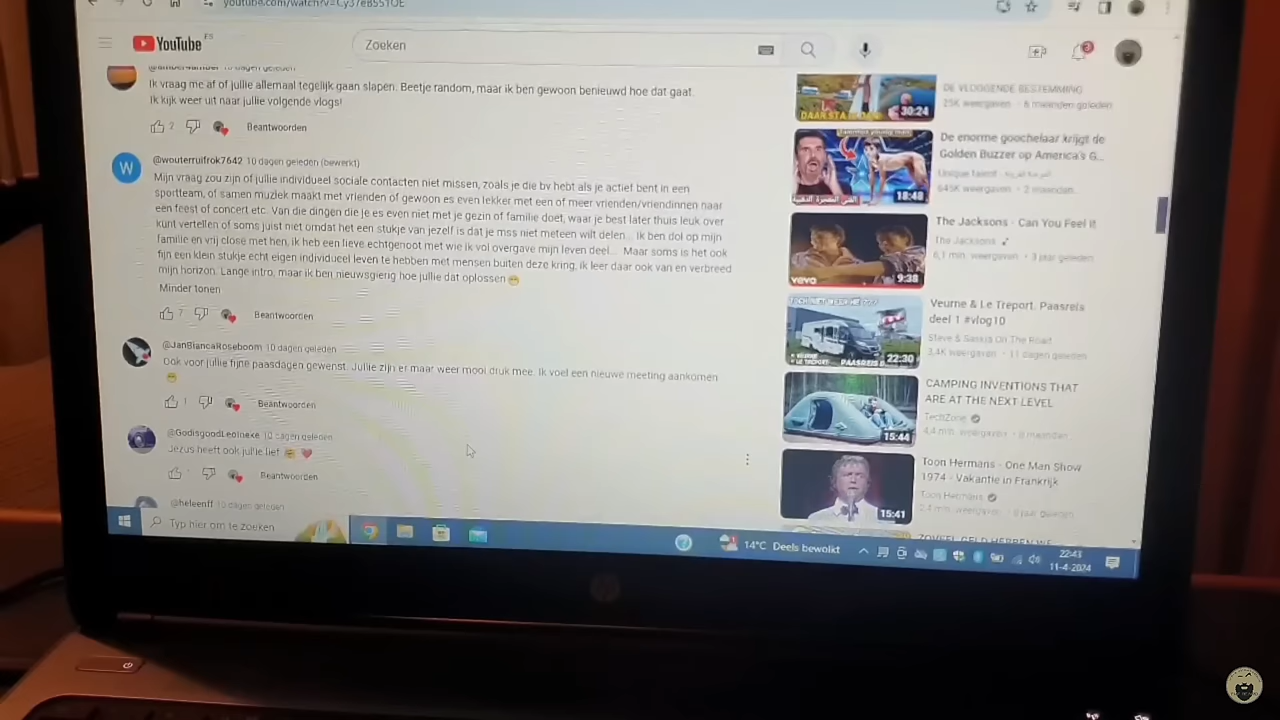 YouTube ES
Zoeken
Ik vraag me af of jullie allemaal tegelijk gaan slapen. Beetje random, maar ik ben gewoon benieuwd hoe dat gaat.
Ik kijk weer uit naar jullie volgende vlogs!
2
Beantwoorden
W
@wouterruifrok7642 10 dagen geleden (bewerkt)
Mijn vraag zou zijn of jullie individueel sociale contacten niet missen, zoals je die bv hebt als je actief bent in een
sportteam, of samen muziek maakt met vrienden of gewoon es even lekker met een of meer vrienden/vriendinnen naar
een feest of concert etc. Van die dingen die je es even niet met je gezin of familie doet, waar je best later thuis leuk over
kunt vertellen of soms juist niet omdat het een stukje van jezelf is dat je mss niet meteen wilt delen... Ik ben dol op mijn
familie en vrij close met hen, ik heb een lieve echtgenoot met wie ik vol overgave mijn leven deel... Maar soms is het ook
fijn een klein stukje echt eigen individueel leven te hebben met mensen buiten deze kring, ik leer daar ook van en verbreed
mijn horizon. Lange intro, maar ik ben nieuwsgierig hoe jullie dat oplossen 😁
Minder tonen
7
Beantwoorden
@JanBiancaRoseboom 10 dagen geleden
Ook voor jullie fijne paasdagen gewenst. Jullie zijn er maar weer mooi druk mee. Ik voel een nieuwe meeting aankomen
😁
1
Beantwoorden
@GodisgoodLeoineke 10 dagen geleden
Jezus heeft ook jullie lief 🤗 ❤️
1
Beantwoorden
@heleenff 10 dagen geleden
DE VLOGGENDE BESTEMMING
25K weergaven • 6 maanden geleden
30:24
De enorme goochelaar krijgt de
Golden Buzzer op America's G...
Unique Talent
645K weergaven • 2 maanden
18:48
The Jacksons - Can You Feel It
The Jacksons
6,1 mln. weergaven • 3 jaar geleden
vevo
9:38
Veurne & Le Treport. Paasreis
deel 1 #vlog10
Steve & Saskia On The Road
3,4K weergaven • 11 dagen geleden
22:30
CAMPING INVENTIONS THAT
ARE AT THE NEXT LEVEL
TechZone
4,4 mln. weergaven • 8 maanden
15:44
Toon Hermans - One Man Show
1974 - Vakantie in Frankrijk
Toon Hermans
2,4 mln. weergaven • 8 jaar geleden
15:41
Typ hier om te zoeken
14°C Deels bewolkt
22:43
11-4-2024
hp